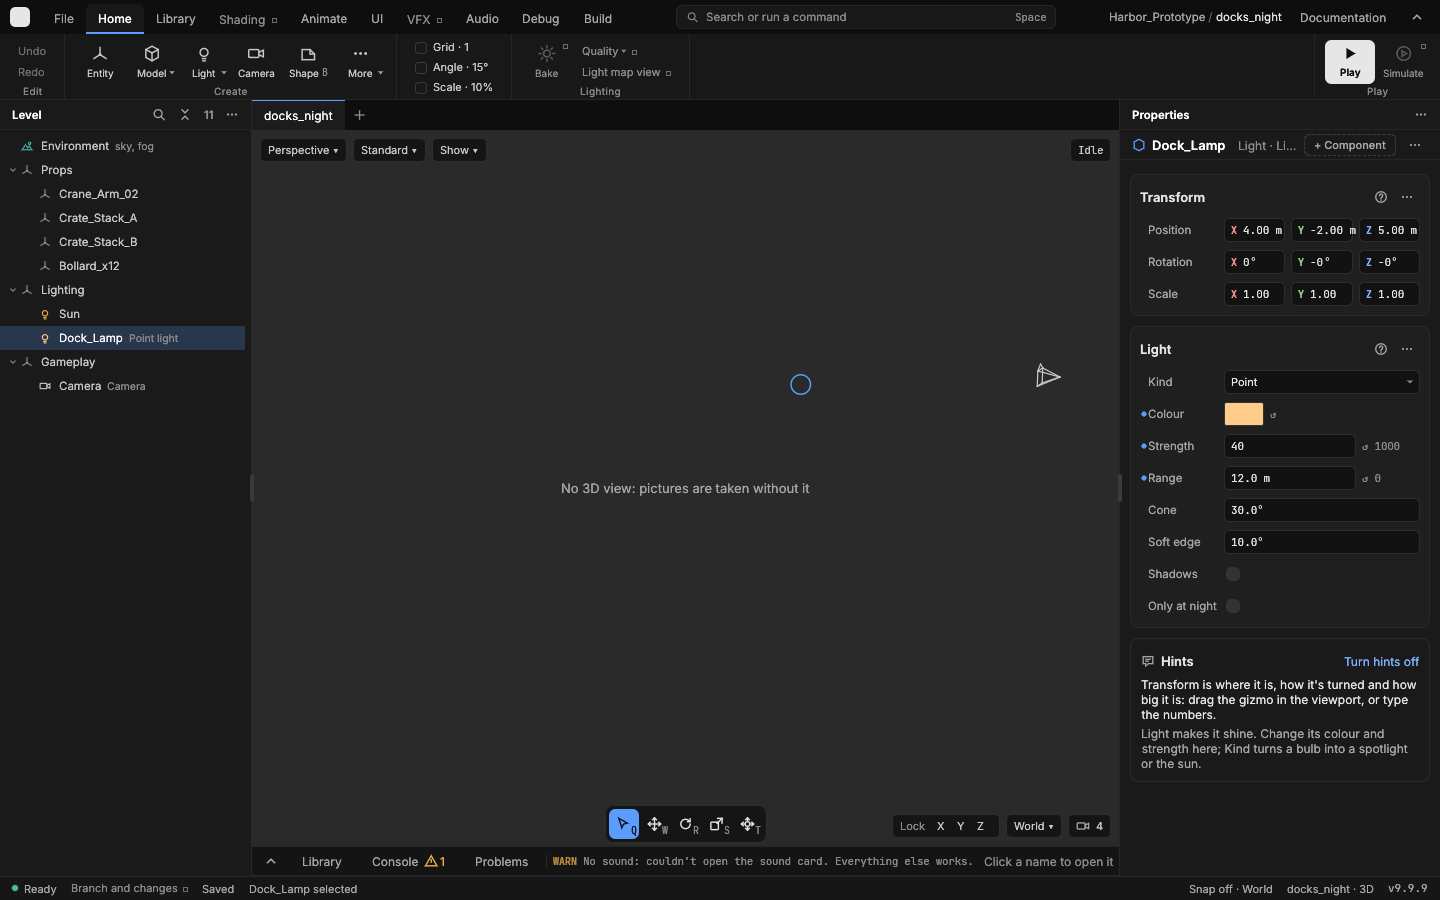 File Home Library Shading Animate UI VFX Audio Debug Build Search or run a command Space Harbor_Prototype / docks_night Documentation
Undo
Redo
Edit
Entity Model Light Camera Shape B More
Create
Grid · 1
Angle · 15°
Scale · 10%
Bake
Quality
Light map view
Lighting
Play Simulate
Play
Level 11
docks_night
Properties
Environment sky, fog
Props
Crane_Arm_02
Crate_Stack_A
Crate_Stack_B
Bollard_x12
Lighting
Sun
Dock_Lamp Point light
Gameplay
Camera Camera
Perspective Standard Show Idle
No 3D view: pictures are taken without it
Q W R S T
Lock X Y Z World 4
Dock_Lamp Light · Li... + Component
Transform
Position X 4.00 m Y -2.00 m Z 5.00 m
Rotation X 0° Y -0° Z -0°
Scale X 1.00 Y 1.00 Z 1.00
Light
Kind Point
Colour
Strength 40 1000
Range 12.0 m 0
Cone 30.0°
Soft edge 10.0°
Shadows
Only at night
Hints Turn hints off
Transform is where it is, how it's turned and how
big it is: drag the gizmo in the viewport, or type
the numbers.
Light makes it shine. Change its colour and
strength here; Kind turns a bulb into a spotlight
or the sun.
Library Console 1 Problems WARN No sound: couldn't open the sound card. Everything else works. Click a name to open it
Ready Branch and changes Saved Dock_Lamp selected Snap off · World docks_night · 3D v9.9.9